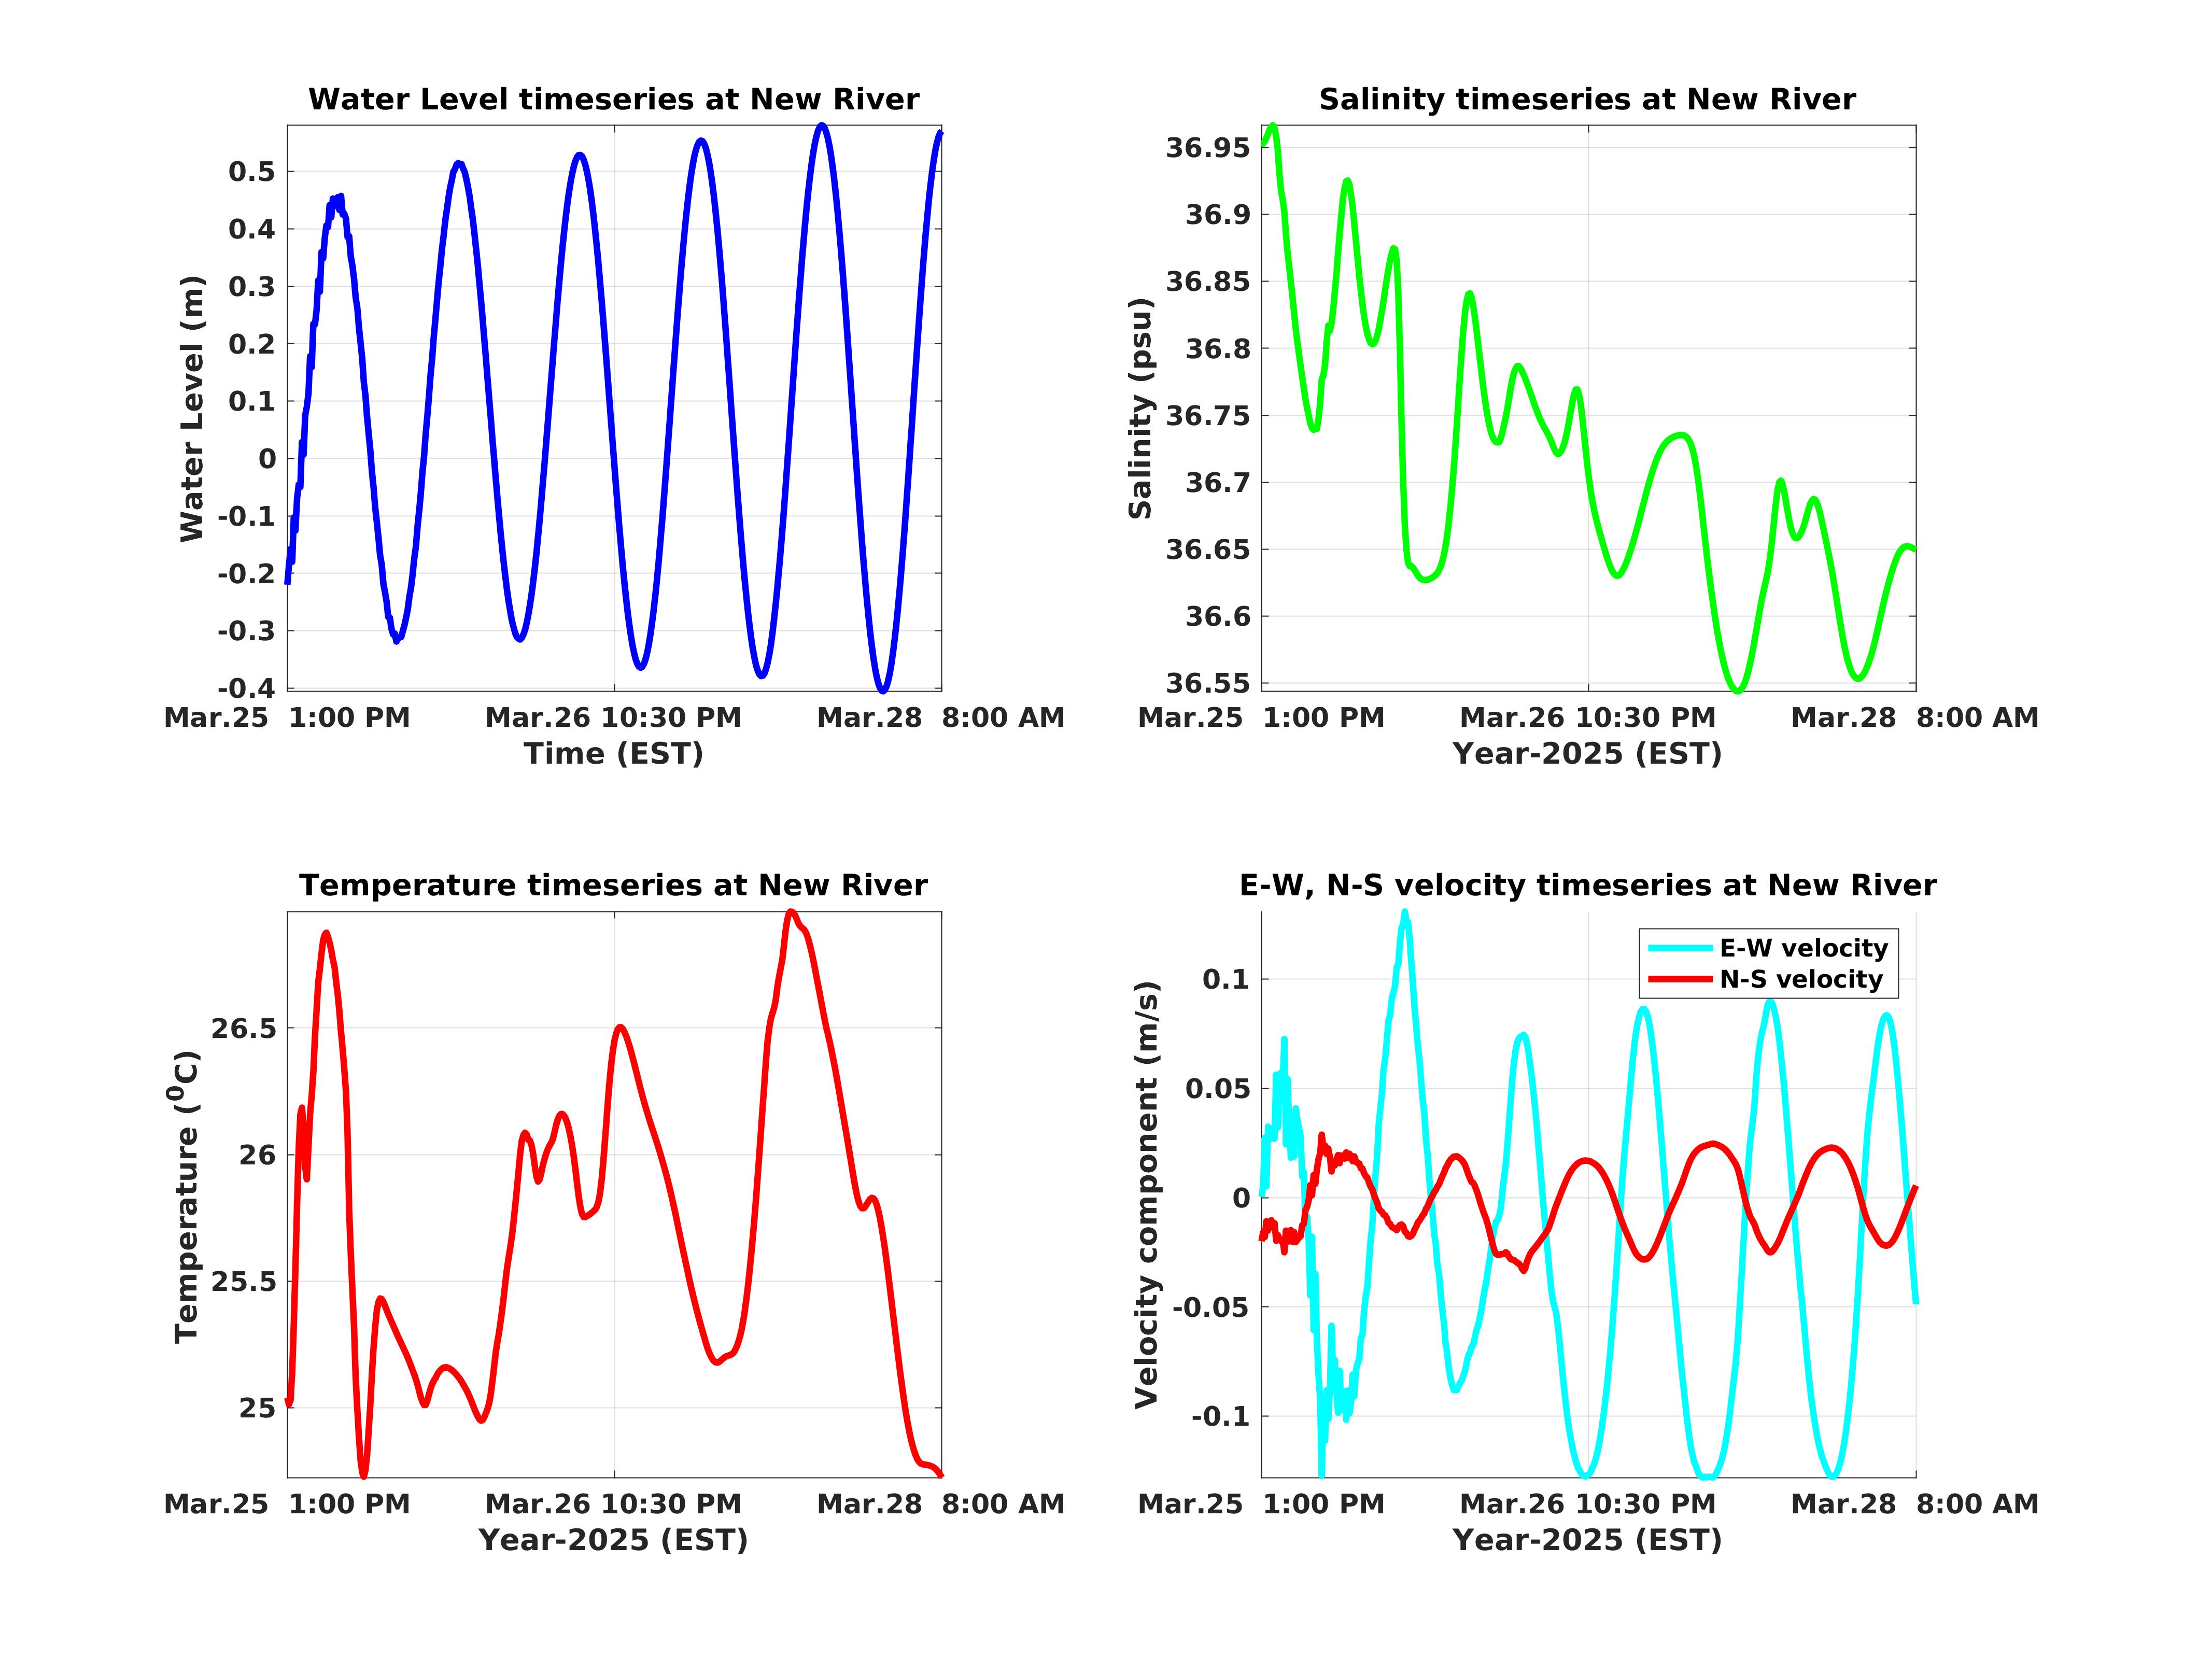 Water Level timeseries at New River
Water Level (m)
0.5
0.4
0.3
0.2
0.1
0
-0.1
-0.2
-0.3
-0.4
Mar.25 1:00 PM
Mar.26 10:30 PM
Mar.28 8:00 AM
Time (EST)
Salinity timeseries at New River
Salinity (psu)
36.95
36.9
36.85
36.8
36.75
36.7
36.65
36.6
36.55
Mar.25 1:00 PM
Mar.26 10:30 PM
Mar.28 8:00 AM
Year-2025 (EST)
Temperature timeseries at New River
Temperature (⁰C)
26.5
26
25.5
25
Mar.25 1:00 PM
Mar.26 10:30 PM
Mar.28 8:00 AM
Year-2025 (EST)
E-W, N-S velocity timeseries at New River
Velocity component (m/s)
E-W velocity
N-S velocity
0.1
0.05
0
-0.05
-0.1
Mar.25 1:00 PM
Mar.26 10:30 PM
Mar.28 8:00 AM
Year-2025 (EST)